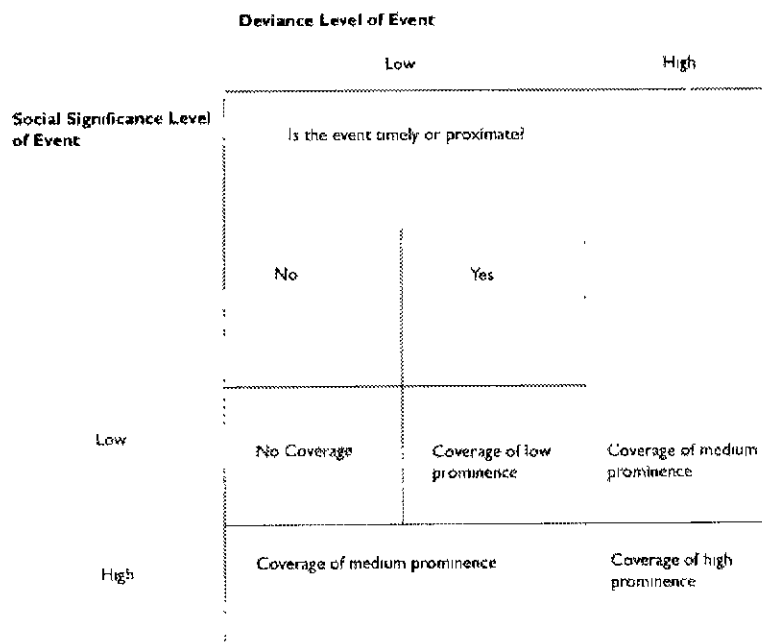 Deviance Level of Event
Low
High
Social Significance Level
of Event
Is the event timely or proximate?
No
Yes
Low
No Coverage
Coverage of low
prominence
Coverage of medium
prominence
High
Coverage of medium prominence
Coverage of high
prominence